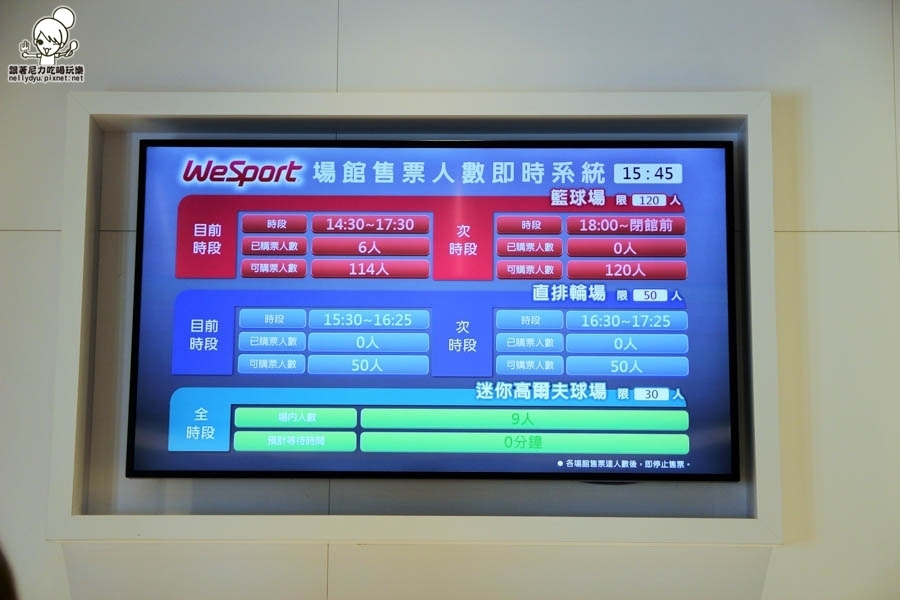 跟著尼力吃喝玩樂
nellydyu.pixnet.net
WeSport 場館售票人數即時系統 15:45
籃球場 限 120 人
目前時段 時段 14:30~17:30 次時段 時段 18:00~閉館前
已購票人數 6人 已購票人數 0人
可購票人數 114人 可購票人數 120人
直排輪場 限 50 人
目前時段 時段 15:30~16:25 次時段 時段 16:30~17:25
已購票人數 0人 已購票人數 0人
可購票人數 50人 可購票人數 50人
迷你高爾夫球場 限 30 人
全時段 場內人數 9人
預計等待時間 0分鐘
● 各場館售票達人數後，即停止售票。